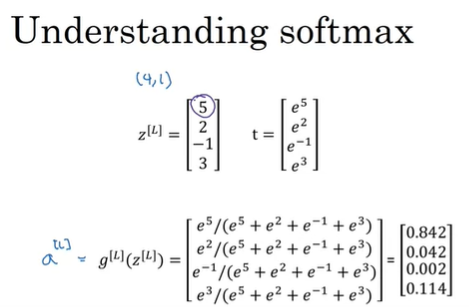 Understanding softmax
(4,1)
z^[L] = [5 2 −1 3] t = [e^5 e^2 e^−1 e^3]
a^[L] = g^[L](z^[L]) = [e^5/(e^5 + e^2 + e^−1 + e^3)
e^2/(e^5 + e^2 + e^−1 + e^3)
e^−1/(e^5 + e^2 + e^−1 + e^3)
e^3/(e^5 + e^2 + e^−1 + e^3)] = [0.842
0.042
0.002
0.114]